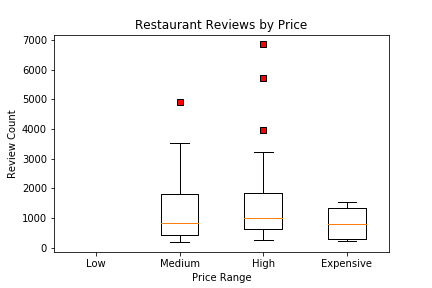 Restaurant Reviews by Price
7000
6000
5000
4000
3000
2000
1000
0
Review Count
Low Medium High Expensive
Price Range